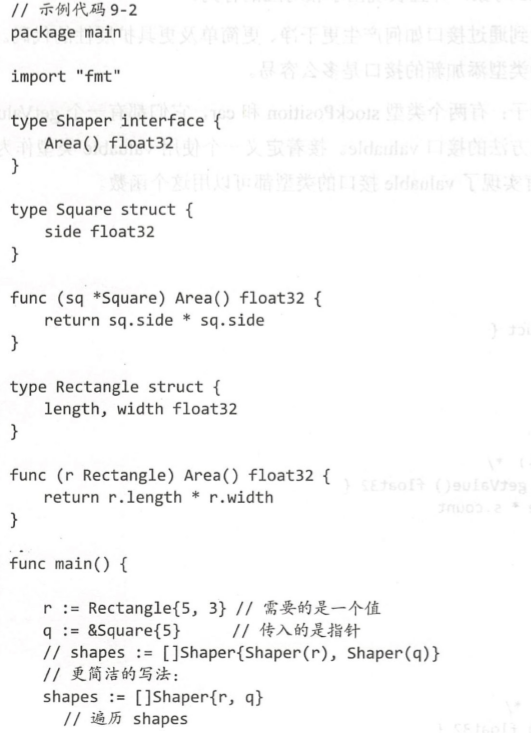 // 示例代码 9-2
package main
import "fmt"
type Shaper interface {
    Area() float32
}
type Square struct {
    side float32
}
func (sq *Square) Area() float32 {
    return sq.side * sq.side
}
type Rectangle struct {
    length, width float32
}
func (r Rectangle) Area() float32 {
    return r.length * r.width
}
func main() {
    r := Rectangle{5, 3} // 需要的是一个值
    q := &Square{5}      // 传入的是指针
    // shapes := []Shaper{Shaper(r), Shaper(q)}
    // 更简洁的写法：
    shapes := []Shaper{r, q}
      // 遍历 shapes